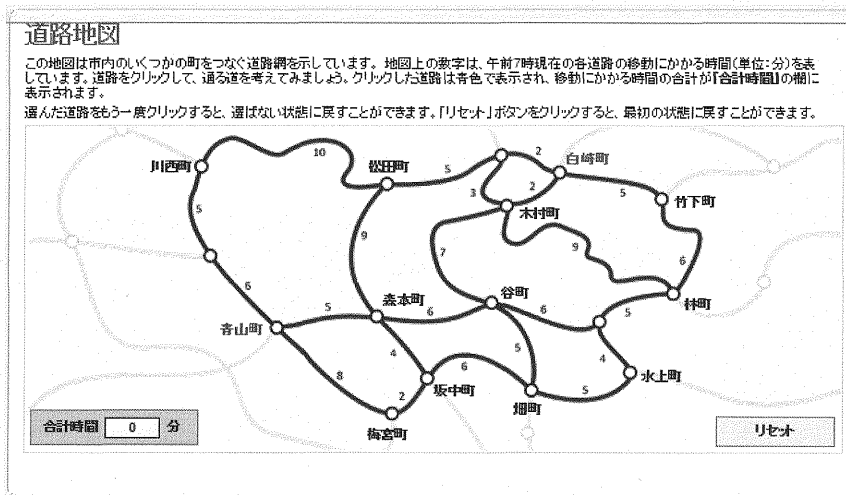 道路地図
この地図は市内のいくつかの町をつなぐ道路網を示しています。地図上の数字は、午前7時現在の各道路の移動にかかる時間(単位:分)を表
しています。道路をクリックして、通る道を考えてみましょう。クリックした道路は青色で表示され、移動にかかる時間の合計が「合計時間」の欄に
表示されます。
選んだ道路をもう一度クリックすると、選ばない状態に戻すことができます。「リセット」ボタンをクリックすると、最初の状態に戻すことができます。
川西町
10
松田町
5
2
白崎町
3
2
5
竹下町
木村町
5
9
7
9
6
6
5
森本町
6
谷町
6
5
林町
青山町
8
4
6
5
4
2
坂中町
畑町
5
水上町
梅宮町
合計時間 0 分
リセット